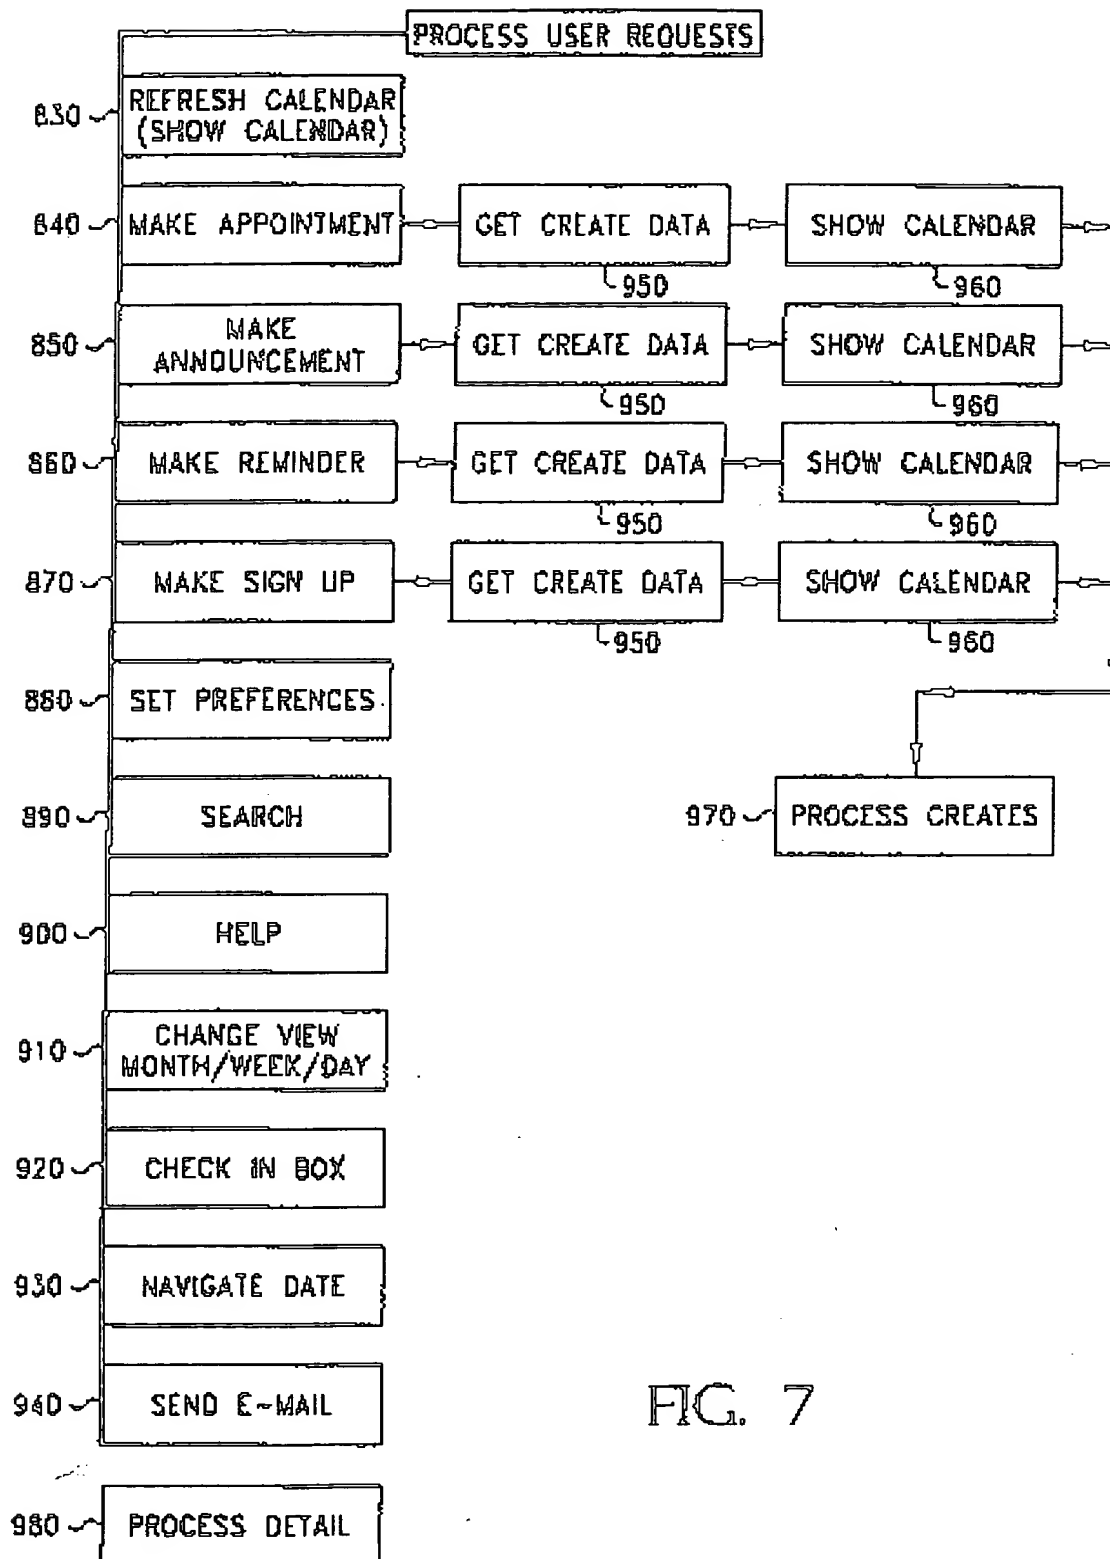 PROCESS USER REQUESTS
830 REFRESH CALENDAR
(SHOW CALENDAR)
840 MAKE APPOINTMENT GET CREATE DATA SHOW CALENDAR
950 960
850 MAKE
ANNOUNCEMENT GET CREATE DATA SHOW CALENDAR
950 960
860 MAKE REMINDER GET CREATE DATA SHOW CALENDAR
950 960
870 MAKE SIGN UP GET CREATE DATA SHOW CALENDAR
950 960
880 SET PREFERENCES
890 SEARCH 970 PROCESS CREATES
900 HELP
910 CHANGE VIEW
MONTH/WEEK/DAY
920 CHECK IN BOX
930 NAVIGATE DATE
940 SEND E-MAIL
FIG. 7
980 PROCESS DETAIL